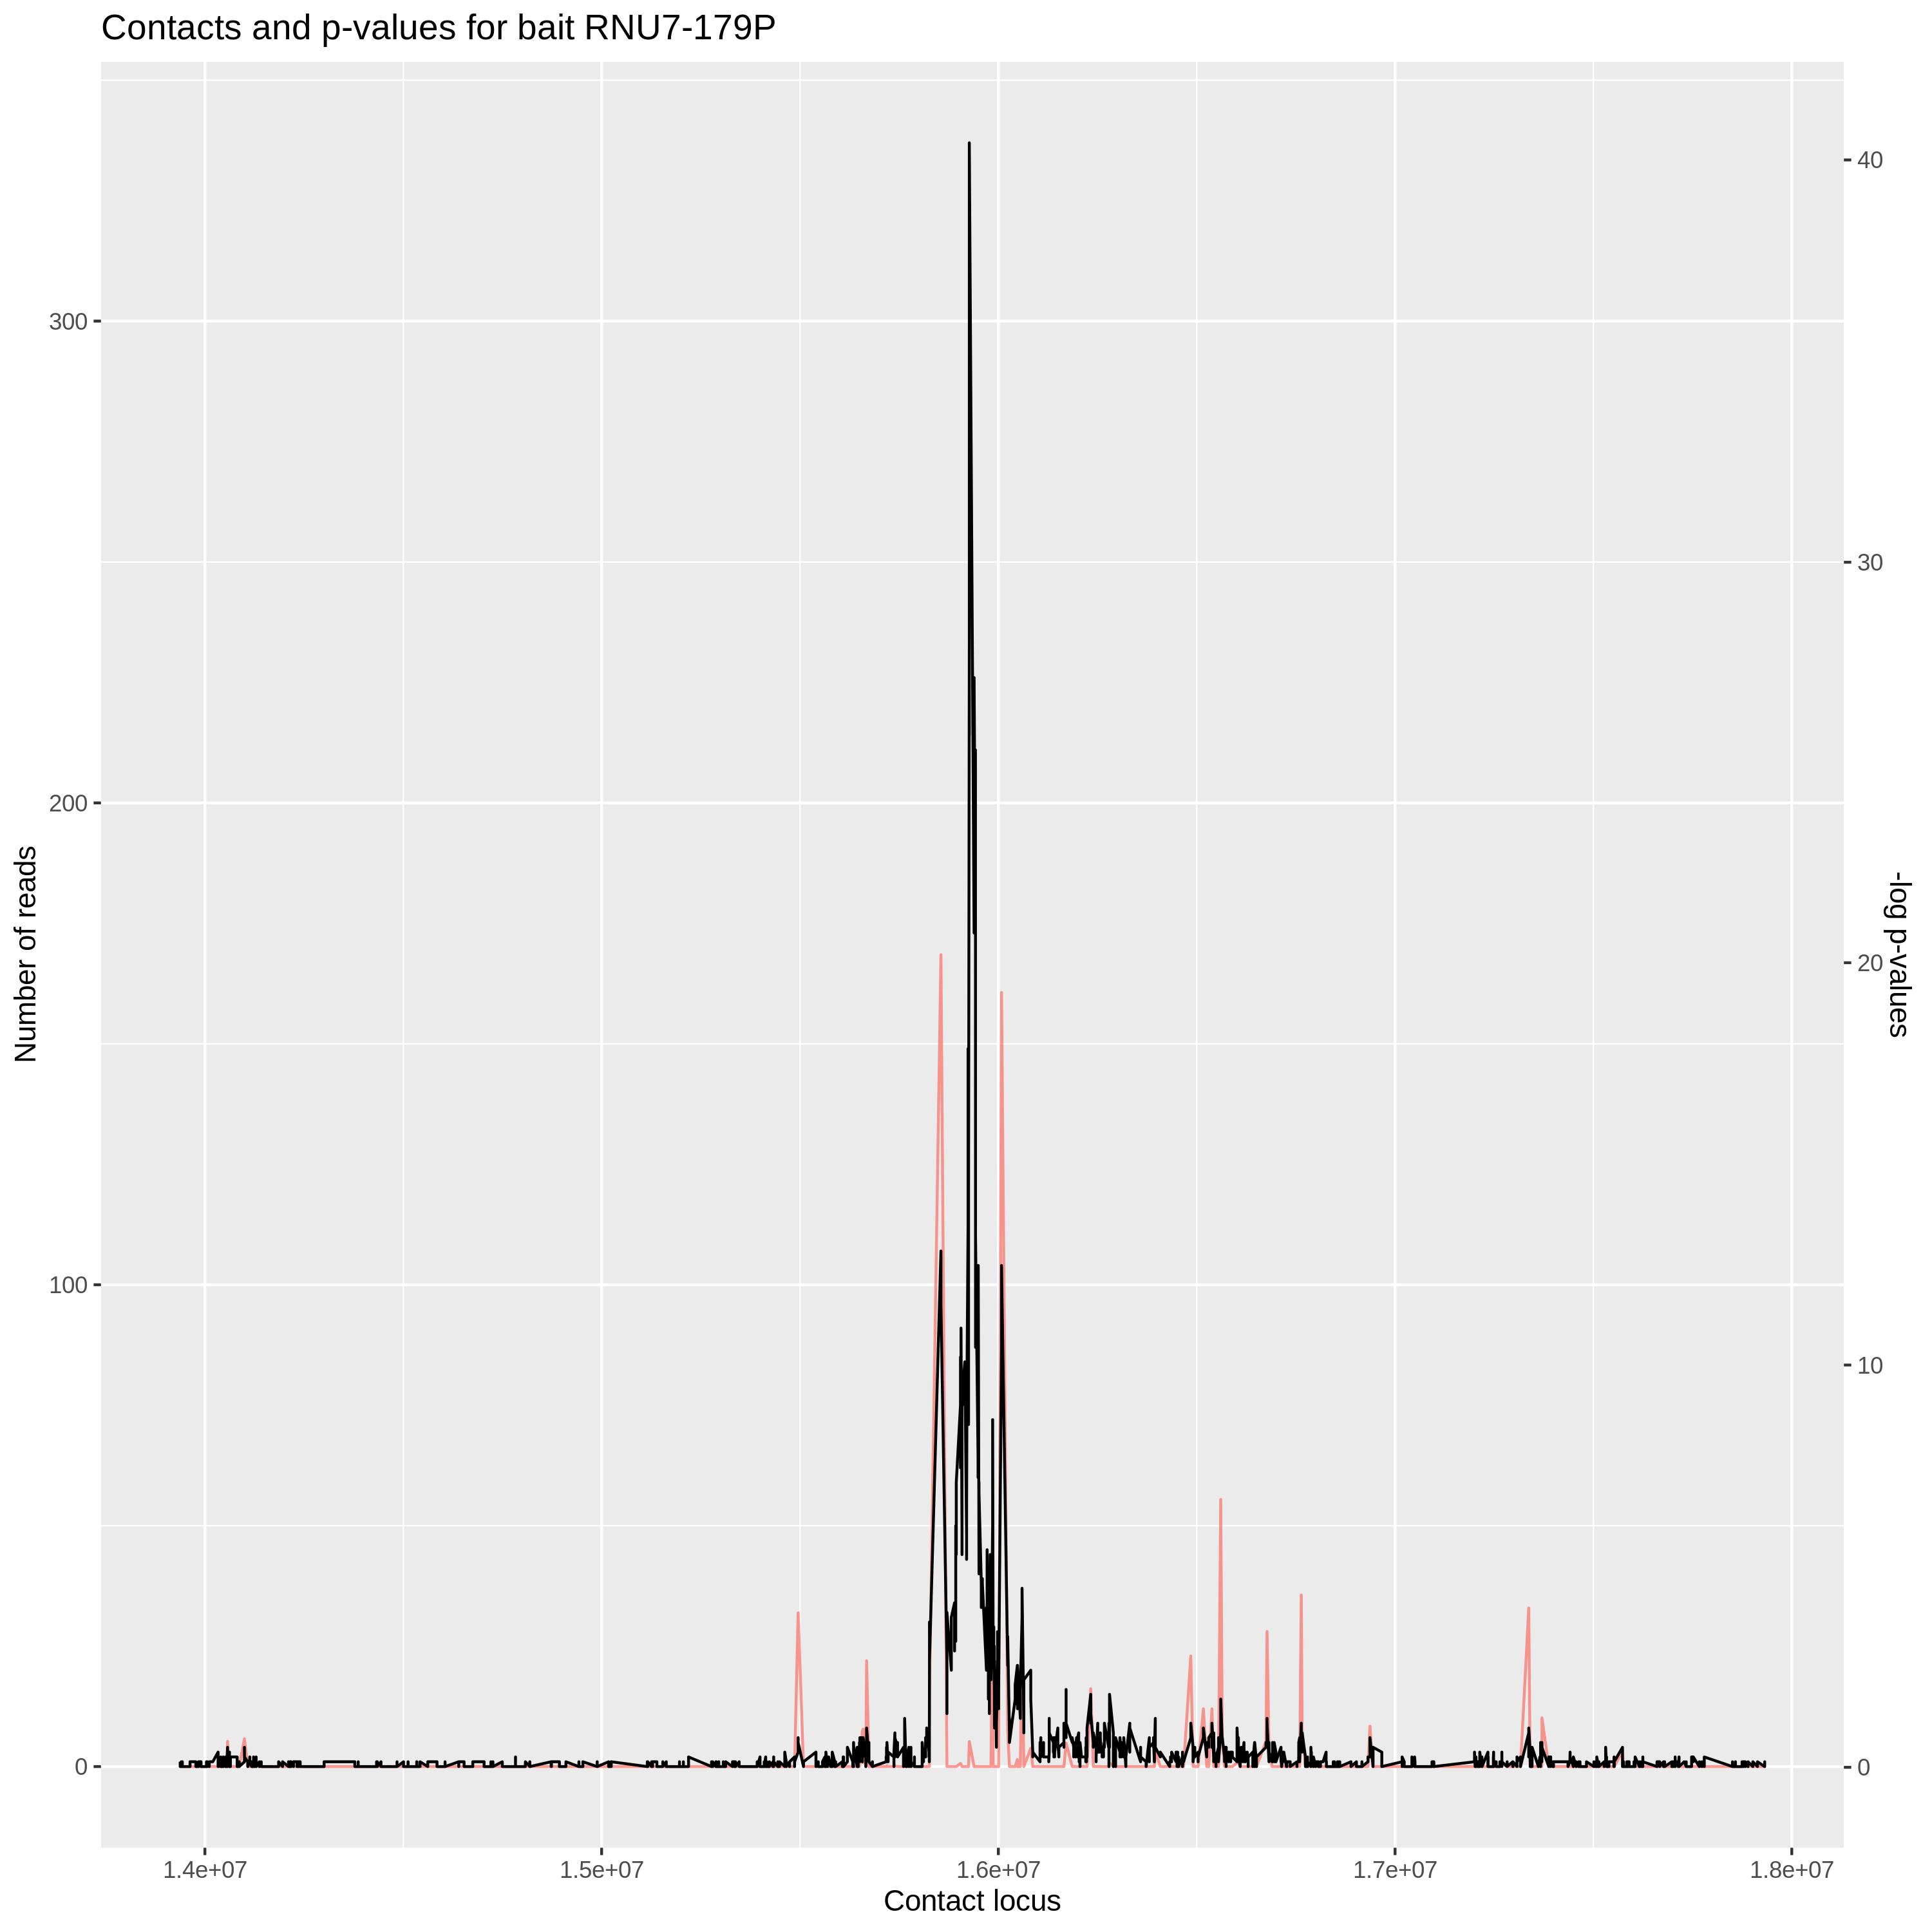 Contacts and p-values for bait RNU7-179P
Number of reads
300
200
100
0
40
30
20
10
0
-log p-values
1.4e+07
1.5e+07
1.6e+07
1.7e+07
1.8e+07
Contact locus